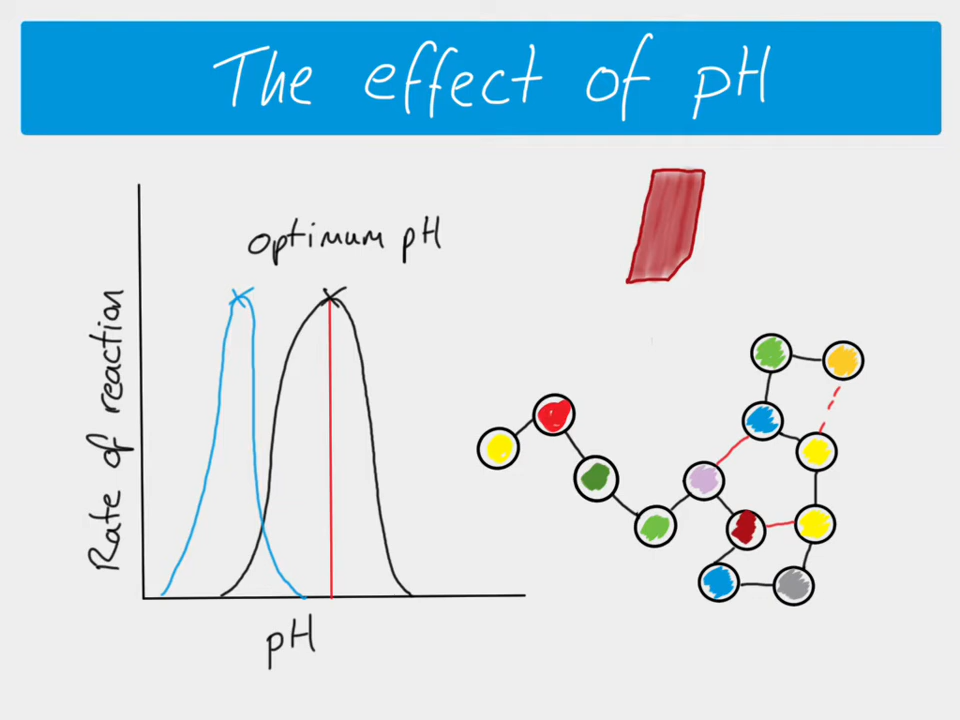 The effect of pH
optimum pH
Rate of reaction
pH